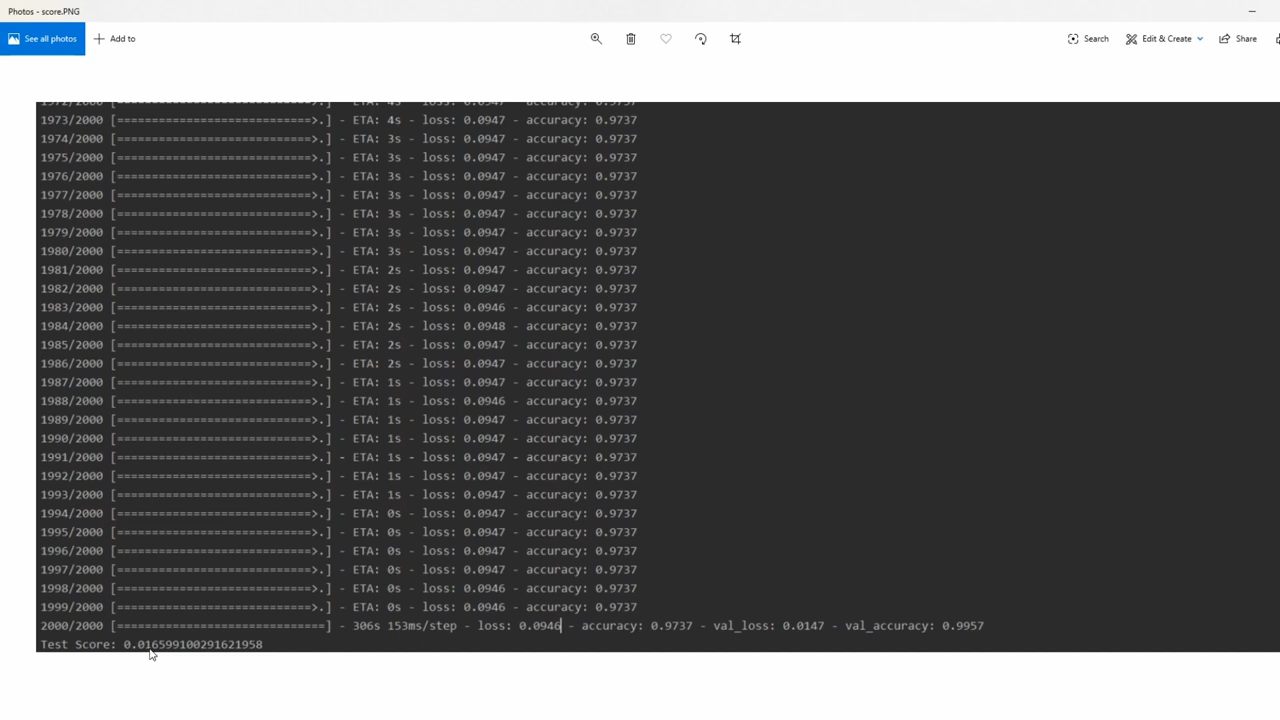 Photos - score.PNG
See all photos
Add to
Search
Edit & Create
Share
1972/2000 [============================>.] - ETA: 4s - loss: 0.0947 - accuracy: 0.9737
1973/2000 [============================>.] - ETA: 4s - loss: 0.0947 - accuracy: 0.9737
1974/2000 [============================>.] - ETA: 3s - loss: 0.0947 - accuracy: 0.9737
1975/2000 [============================>.] - ETA: 3s - loss: 0.0947 - accuracy: 0.9737
1976/2000 [============================>.] - ETA: 3s - loss: 0.0947 - accuracy: 0.9737
1977/2000 [============================>.] - ETA: 3s - loss: 0.0947 - accuracy: 0.9737
1978/2000 [============================>.] - ETA: 3s - loss: 0.0947 - accuracy: 0.9737
1979/2000 [============================>.] - ETA: 3s - loss: 0.0947 - accuracy: 0.9737
1980/2000 [============================>.] - ETA: 3s - loss: 0.0947 - accuracy: 0.9737
1981/2000 [============================>.] - ETA: 2s - loss: 0.0947 - accuracy: 0.9737
1982/2000 [============================>.] - ETA: 2s - loss: 0.0947 - accuracy: 0.9737
1983/2000 [============================>.] - ETA: 2s - loss: 0.0946 - accuracy: 0.9737
1984/2000 [============================>.] - ETA: 2s - loss: 0.0948 - accuracy: 0.9737
1985/2000 [============================>.] - ETA: 2s - loss: 0.0947 - accuracy: 0.9737
1986/2000 [============================>.] - ETA: 2s - loss: 0.0947 - accuracy: 0.9737
1987/2000 [============================>.] - ETA: 1s - loss: 0.0947 - accuracy: 0.9737
1988/2000 [============================>.] - ETA: 1s - loss: 0.0946 - accuracy: 0.9737
1989/2000 [============================>.] - ETA: 1s - loss: 0.0947 - accuracy: 0.9737
1990/2000 [============================>.] - ETA: 1s - loss: 0.0947 - accuracy: 0.9737
1991/2000 [============================>.] - ETA: 1s - loss: 0.0947 - accuracy: 0.9737
1992/2000 [============================>.] - ETA: 1s - loss: 0.0947 - accuracy: 0.9737
1993/2000 [============================>.] - ETA: 1s - loss: 0.0947 - accuracy: 0.9737
1994/2000 [============================>.] - ETA: 0s - loss: 0.0947 - accuracy: 0.9737
1995/2000 [============================>.] - ETA: 0s - loss: 0.0947 - accuracy: 0.9737
1996/2000 [============================>.] - ETA: 0s - loss: 0.0947 - accuracy: 0.9737
1997/2000 [============================>.] - ETA: 0s - loss: 0.0947 - accuracy: 0.9737
1998/2000 [============================>.] - ETA: 0s - loss: 0.0946 - accuracy: 0.9737
1999/2000 [============================>.] - ETA: 0s - loss: 0.0946 - accuracy: 0.9737
2000/2000 [==============================] - 306s 153ms/step - loss: 0.0946 - accuracy: 0.9737 - val_loss: 0.0147 - val_accuracy: 0.9957
Test Score: 0.016599100291621958